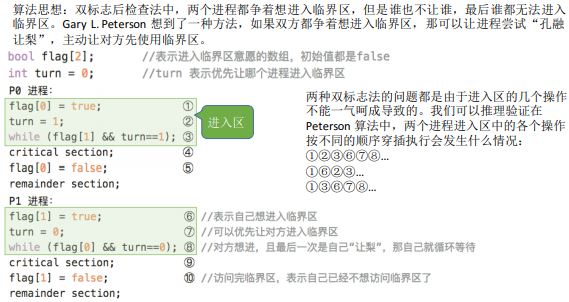 算法思想：双标志后检查法中，两个进程都争着想进入临界区，但是谁也不让谁，最后谁都无法进入
临界区。Gary L. Peterson 想到了一种方法，如果双方都争着想进入临界区，那可以让进程尝试“孔融
让梨”，主动让对方先使用临界区。
bool flag[2]; //表示进入临界区意愿的数组，初始值都是false
int turn = 0; //turn 表示优先让哪个进程进入临界区
P0 进程：
flag[0] = true; ①
turn = 1; ②
while (flag[1] && turn==1); ③
critical section; ④
flag[0] = false; ⑤
remainder section;
进入区
两种双标志法的问题都是由于进入区的几个操作
不能一气呵成导致的。我们可以推理验证在
Peterson 算法中，两个进程进入区中的各个操作
按不同的顺序穿插执行会发生什么情况：
①②③⑥⑦⑧…
①⑥②③…
①③⑥⑦⑧…
P1 进程：
flag[1] = true; ⑥ //表示自己想进入临界区
turn = 0; ⑦ //可以优先让对方进入临界区
while (flag[0] && turn==0); ⑧ //对方想进，且最后一次是自己“让梨”，那自己就循环等待
critical section; ⑨
flag[1] = false; ⑩ //访问完临界区，表示自己已经不想访问临界区了
remainder section;